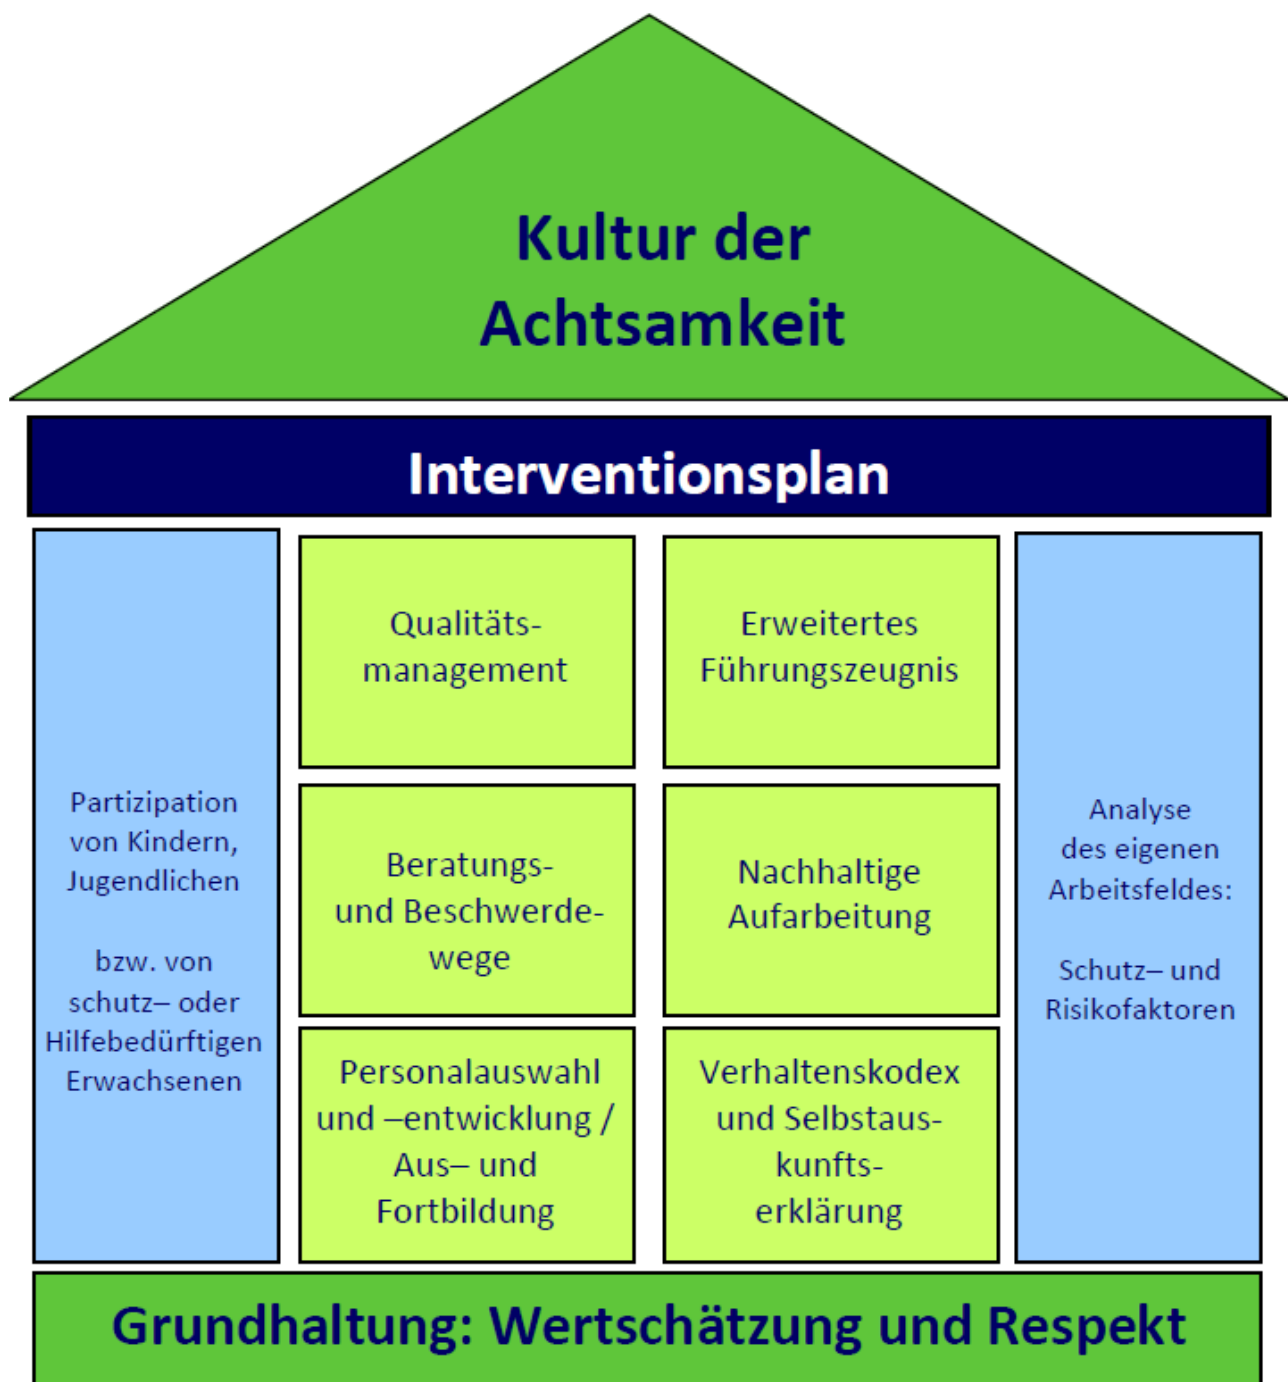 Kultur der
Achtsamkeit
Interventionsplan
Partizipation
von Kindern,
Jugendlichen
bzw. von
schutz– oder
Hilfebedürftigen
Erwachsenen
Qualitäts-
management
Erweitertes
Führungszeugnis
Beratungs-
und Beschwerde-
wege
Nachhaltige
Aufarbeitung
Personalauswahl
und –entwicklung /
Aus– und
Fortbildung
Verhaltenskodex
und Selbstaus-
kunfts-
erklärung
Analyse
des eigenen
Arbeitsfeldes:
Schutz– und
Risikofaktoren
Grundhaltung: Wertschätzung und Respekt